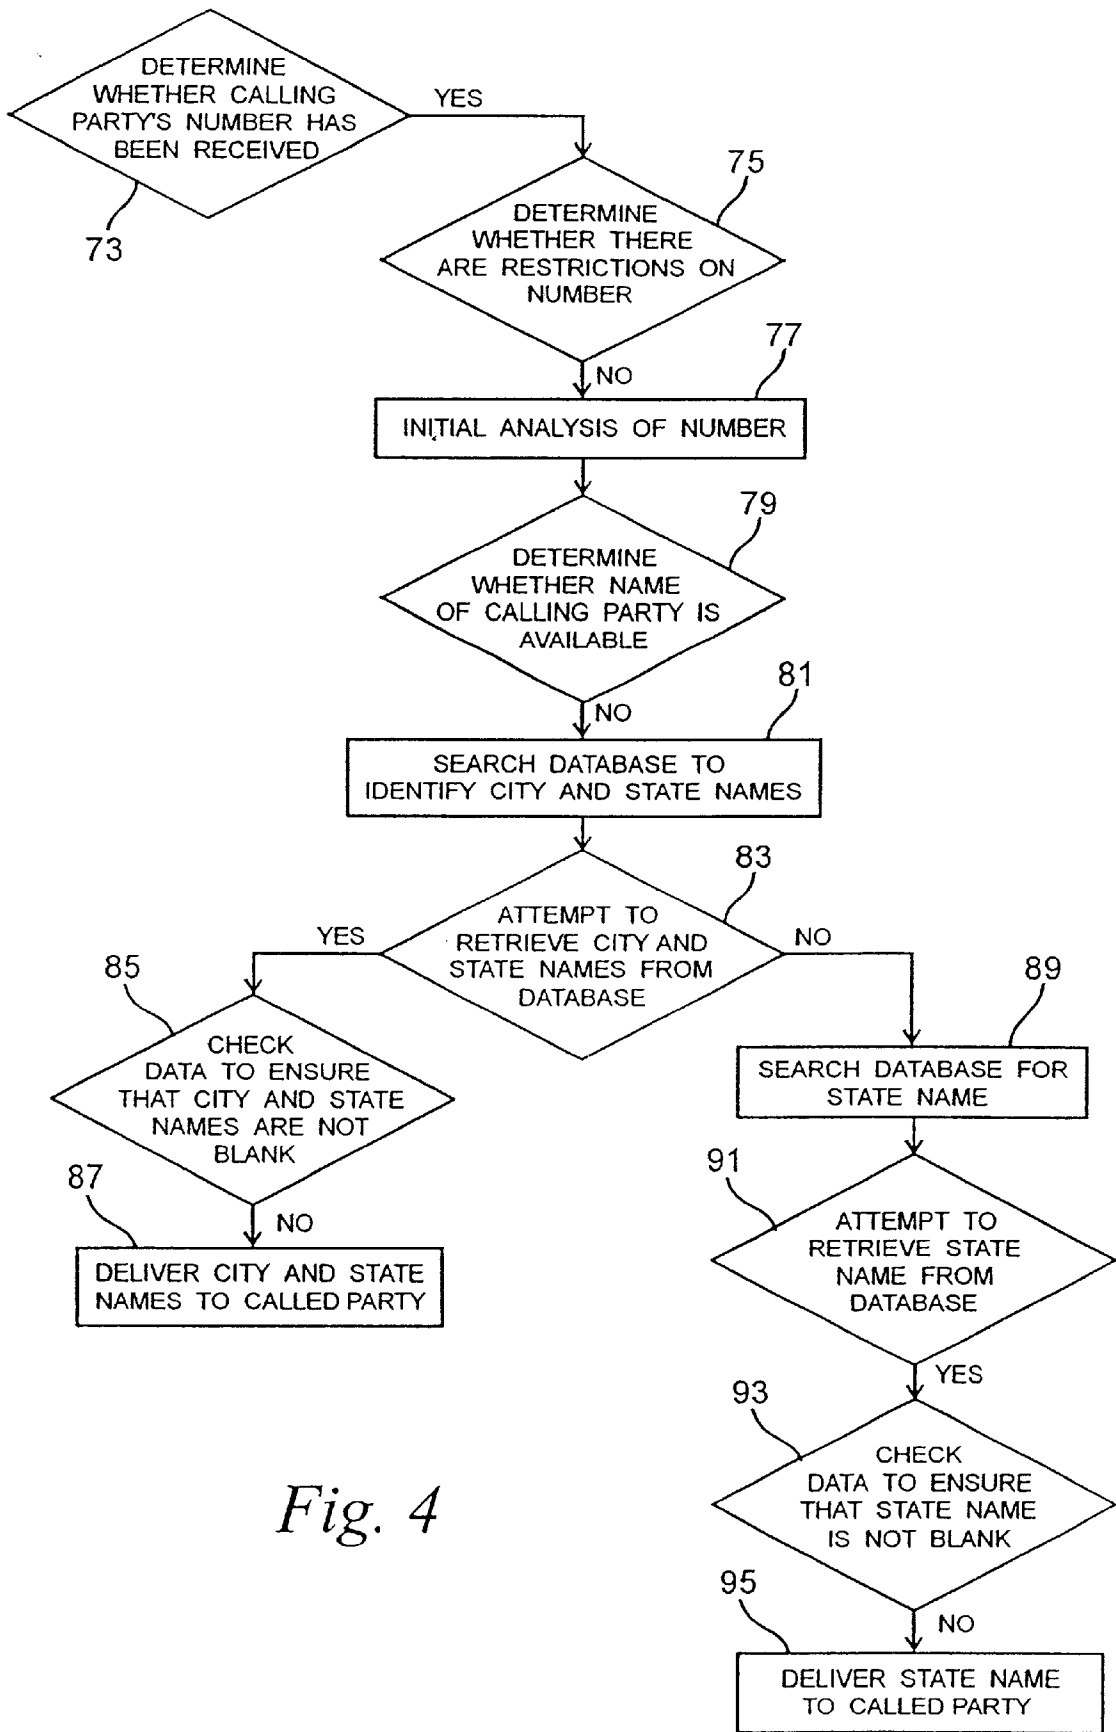 DETERMINE
WHETHER CALLING
PARTY'S NUMBER HAS
BEEN RECEIVED
YES
73
75
DETERMINE
WHETHER THERE
ARE RESTRICTIONS ON
NUMBER
NO
77
INITIAL ANALYSIS OF NUMBER
79
DETERMINE
WHETHER NAME
OF CALLING PARTY IS
AVAILABLE
NO
81
SEARCH DATABASE TO
IDENTIFY CITY AND STATE NAMES
83
ATTEMPT TO
RETRIEVE CITY AND
STATE NAMES FROM
DATABASE
YES
NO
85
CHECK
DATA TO ENSURE
THAT CITY AND STATE
NAMES ARE NOT
BLANK
NO
87
DELIVER CITY AND STATE
NAMES TO CALLED PARTY
89
SEARCH DATABASE FOR
STATE NAME
91
ATTEMPT TO
RETRIEVE STATE
NAME FROM
DATABASE
YES
93
CHECK
DATA TO ENSURE
THAT STATE NAME
IS NOT BLANK
NO
95
DELIVER STATE NAME
TO CALLED PARTY
Fig. 4